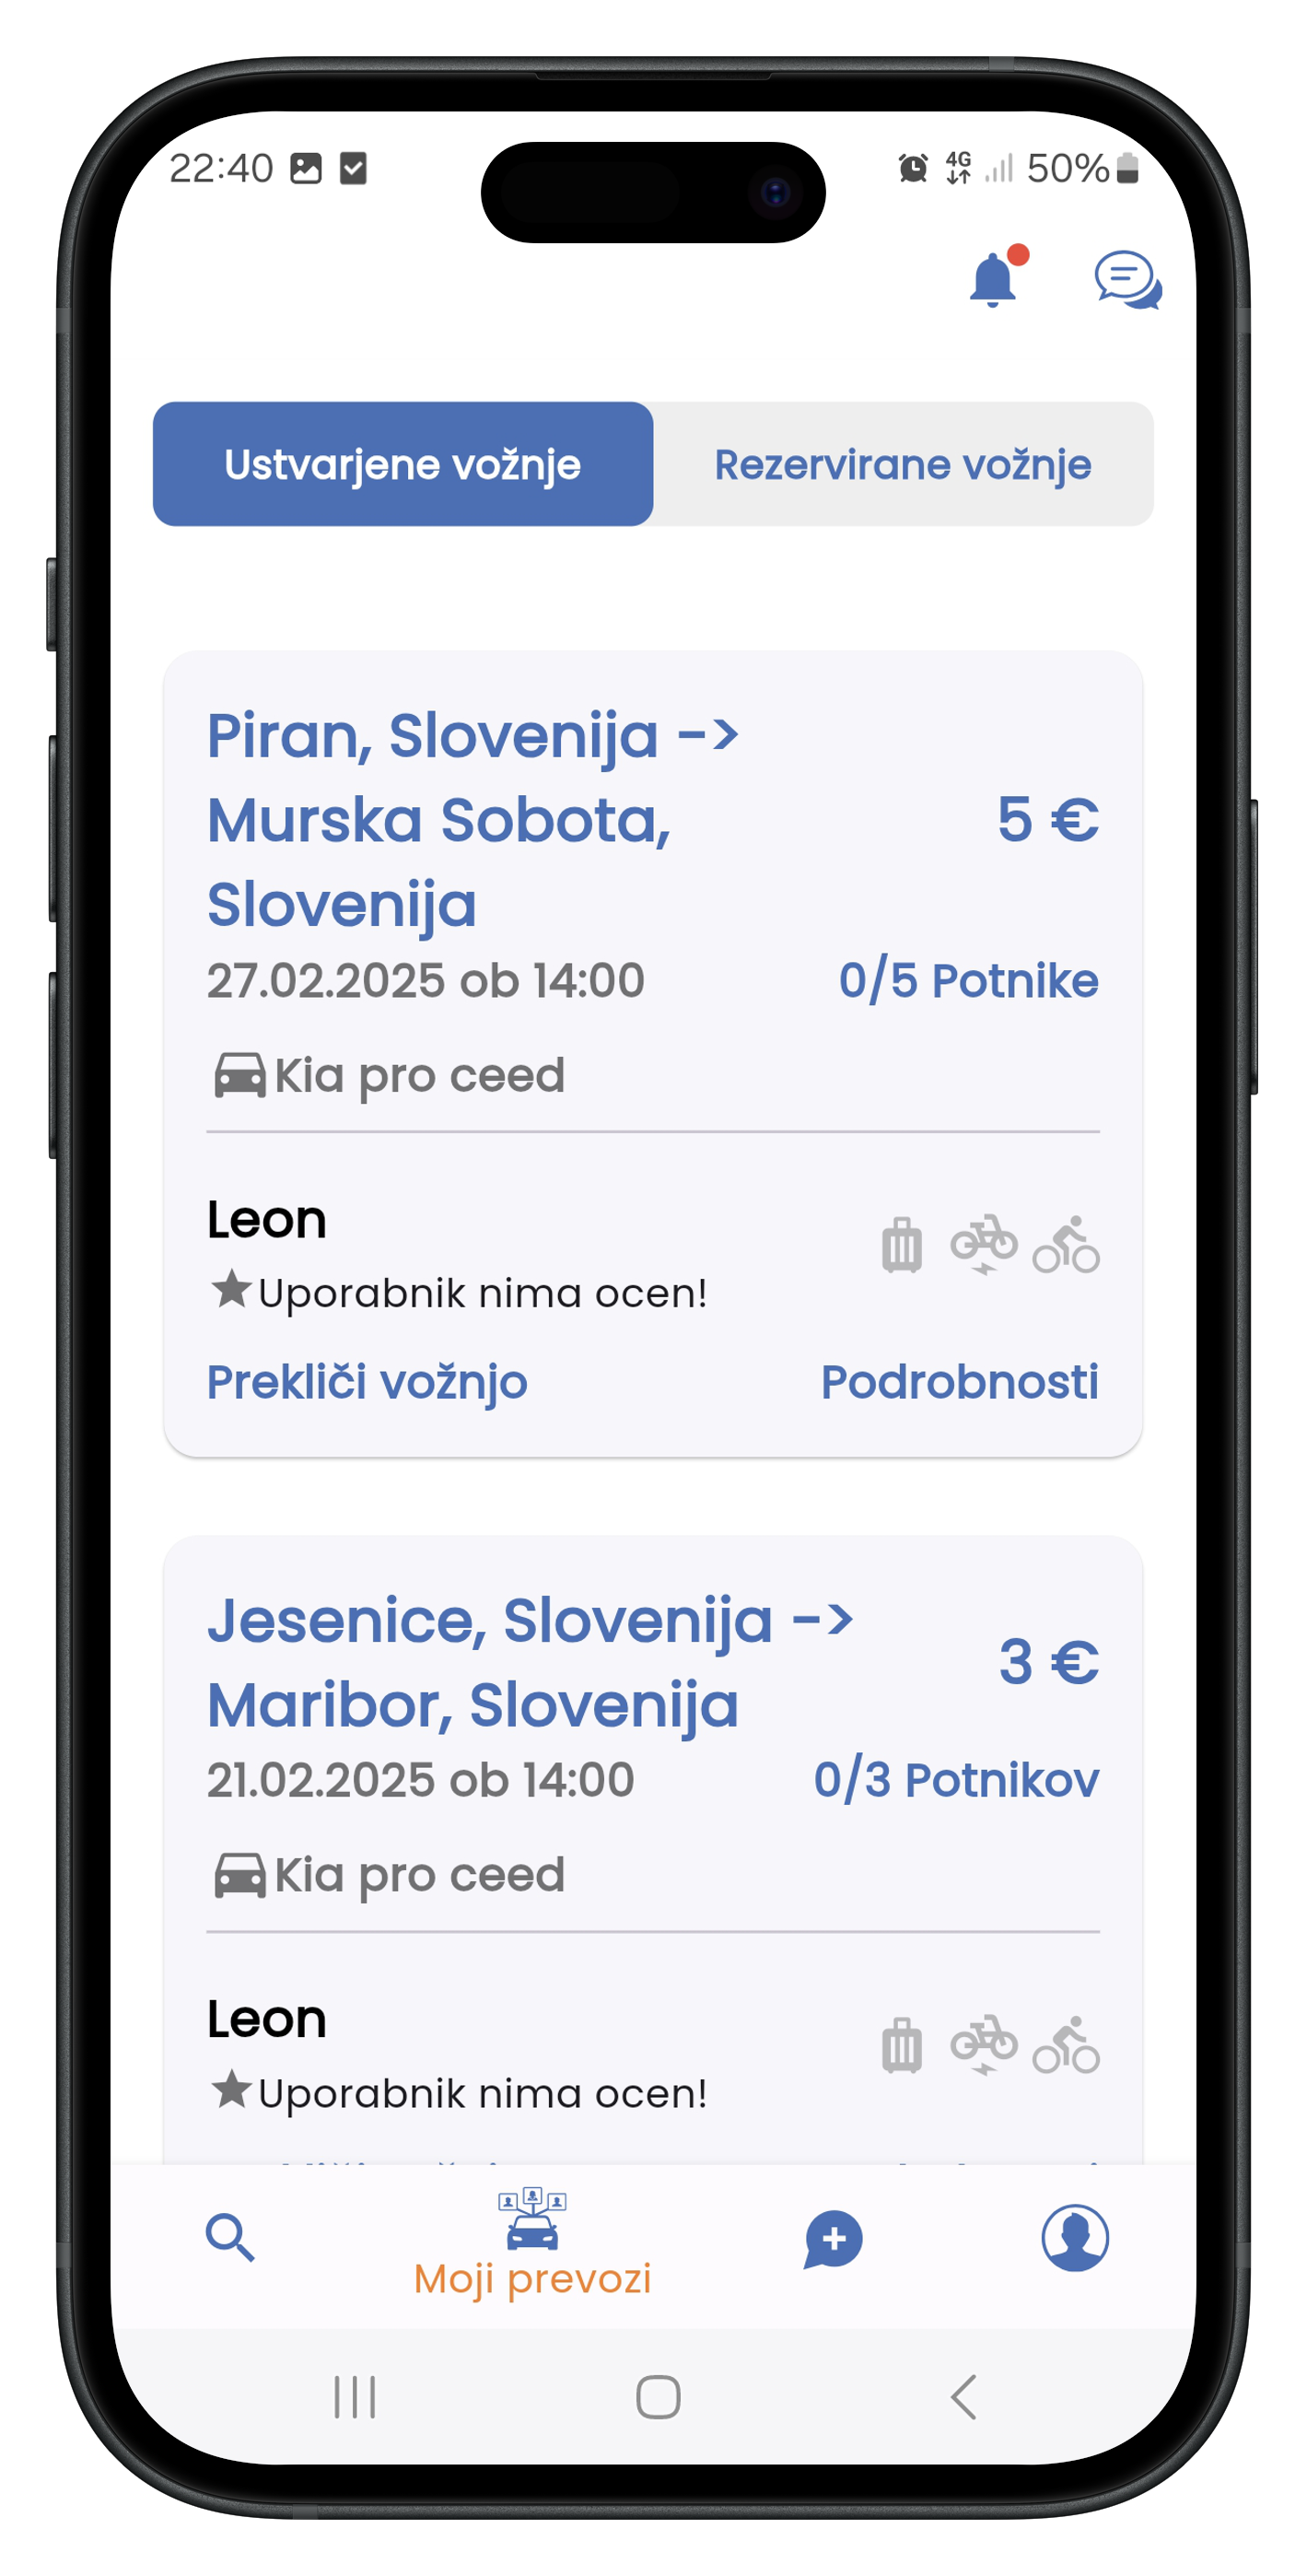 22:40
4G
50%
Ustvarjene vožnje
Rezervirane vožnje
Piran, Slovenija ->
Murska Sobota,
Slovenija
5 €
27.02.2025 ob 14:00
0/5 Potnike
Kia pro ceed
Leon
Uporabnik nima ocen!
Prekliči vožnjo
Podrobnosti
Jesenice, Slovenija ->
Maribor, Slovenija
3 €
21.02.2025 ob 14:00
0/3 Potnikov
Kia pro ceed
Leon
Uporabnik nima ocen!
Moji prevozi